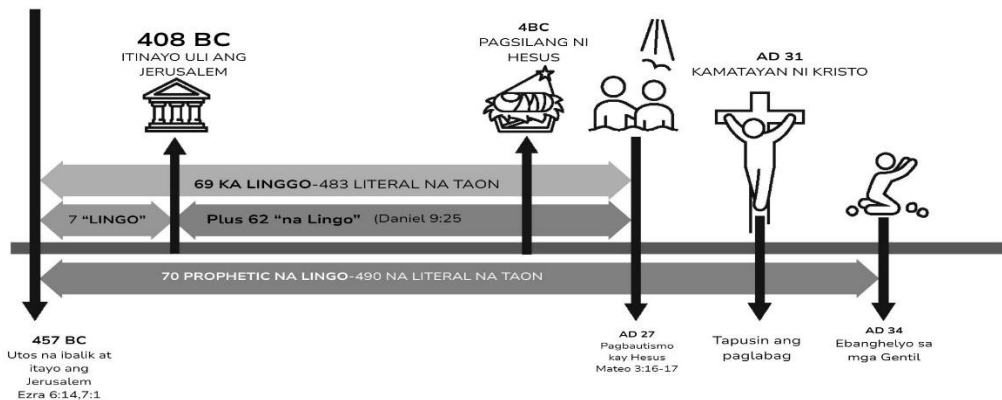 408 BC
ITINAYO ULI ANG
JERUSALEM
4BC
PAGSILANG NI
HESUS
AD 31
KAMATAYAN NI KRISTO
69 KA LINGGO-483 LITERAL NA TAON
7 “LINGO”
Plus 62 “na Lingo” (Daniel 9:25
70 PROPHETIC NA LINGO-490 NA LITERAL NA TAON
457 BC
Utos na ibalik at
itayo ang
Jerusalem
Ezra 6:14,7:1
AD 27
Pagbautismo
kay Hesus
Mateo 3:16-17
Tapusin ang
paglabag
AD 34
Ebanghelyo sa
mga Gentil